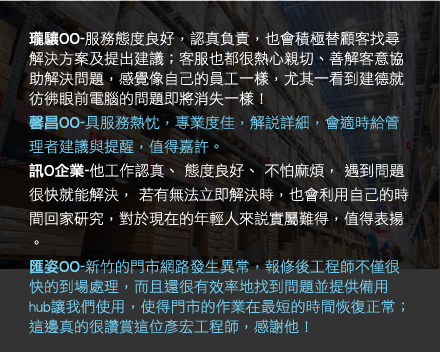 瓏驤OO-服務態度良好，認真負責，也會積極替顧客找尋
解決方案及提出建議；客服也都很熱心親切、善解客意協
助解決問題，感覺像自己的員工一樣，尤其一看到建德就
彷彿眼前電腦的問題即將消失一樣！
馨昌OO-具服務熱忱，專業度佳，解說詳細，會適時給管
理者建議與提醒，值得嘉許。
訊O企業-他工作認真、 態度良好、 不怕麻煩， 遇到問題
很快就能解決， 若有無法立即解決時，也會利用自己的時
間回家研究，對於現在的年輕人來說實屬難得，值得表揚
。
匯姿OO-新竹的門市網路發生異常，報修後工程師不僅很
快的到場處理，而且還很有效率地找到問題並提供備用
hub讓我們使用，使得門市的作業在最短的時間恢復正常；
這邊真的很讚賞這位彥宏工程師，感謝他！